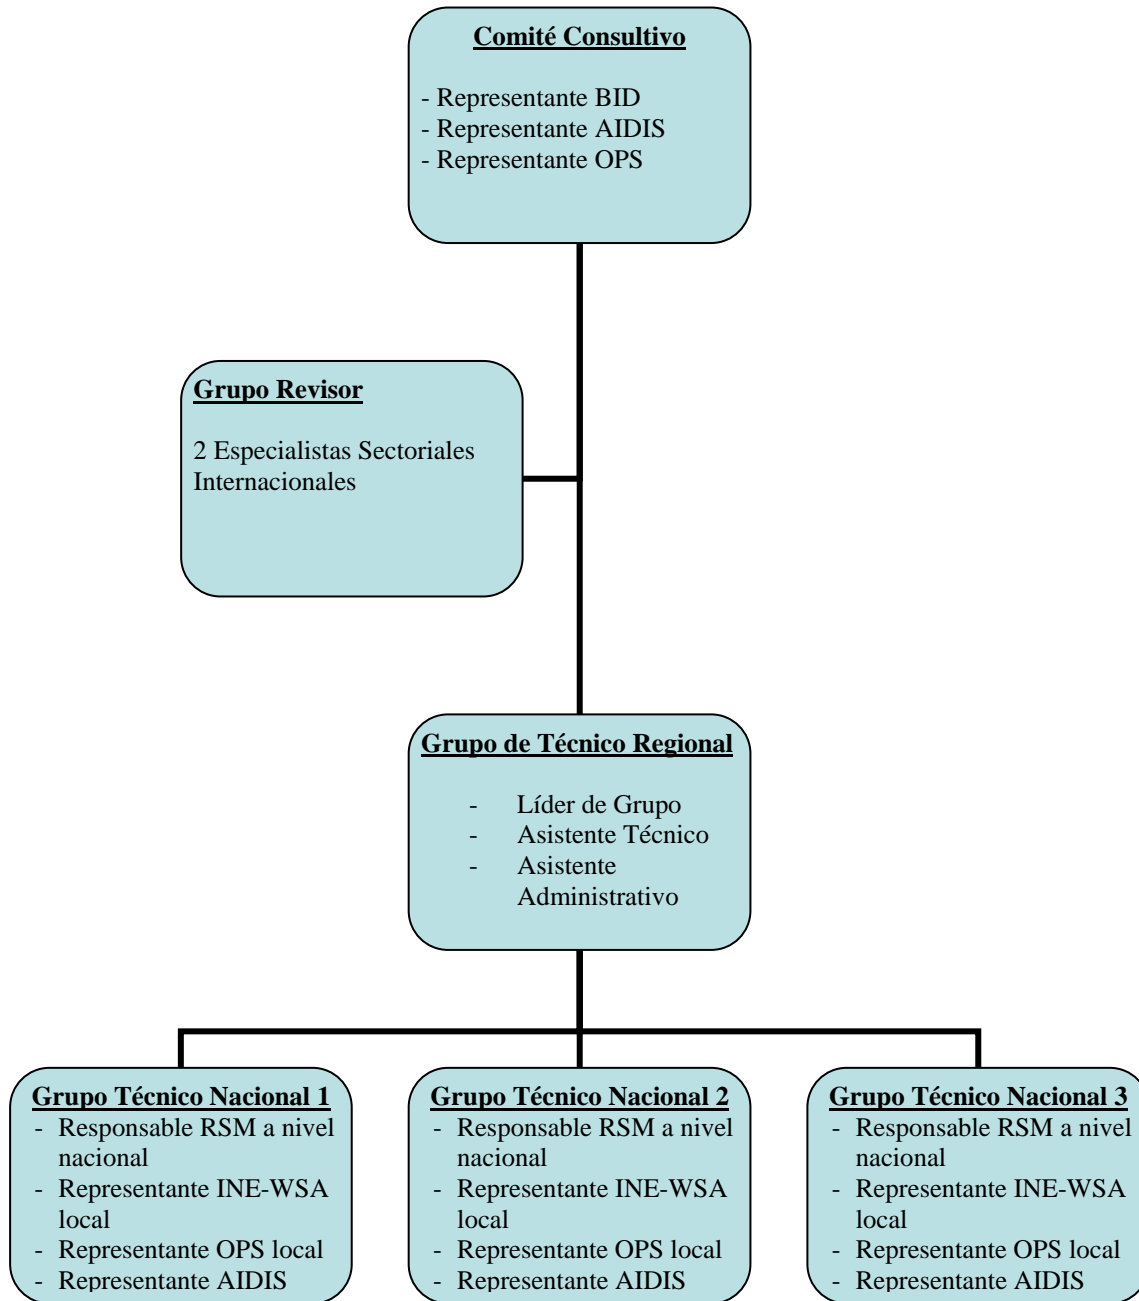 Comité Consultivo
- Representante BID
- Representante AIDIS
- Representante OPS
Grupo Revisor
2 Especialistas Sectoriales
Internacionales
Grupo de Técnico Regional
- Líder de Grupo
- Asistente Técnico
- Asistente
Administrativo
Grupo Técnico Nacional 1
- Responsable RSM a nivel
nacional
- Representante INE-WSA
local
- Representante OPS local
- Representante AIDIS
Grupo Técnico Nacional 2
- Responsable RSM a nivel
nacional
- Representante INE-WSA
local
- Representante OPS local
- Representante AIDIS
Grupo Técnico Nacional 3
- Responsable RSM a nivel
nacional
- Representante INE-WSA
local
- Representante OPS local
- Representante AIDIS